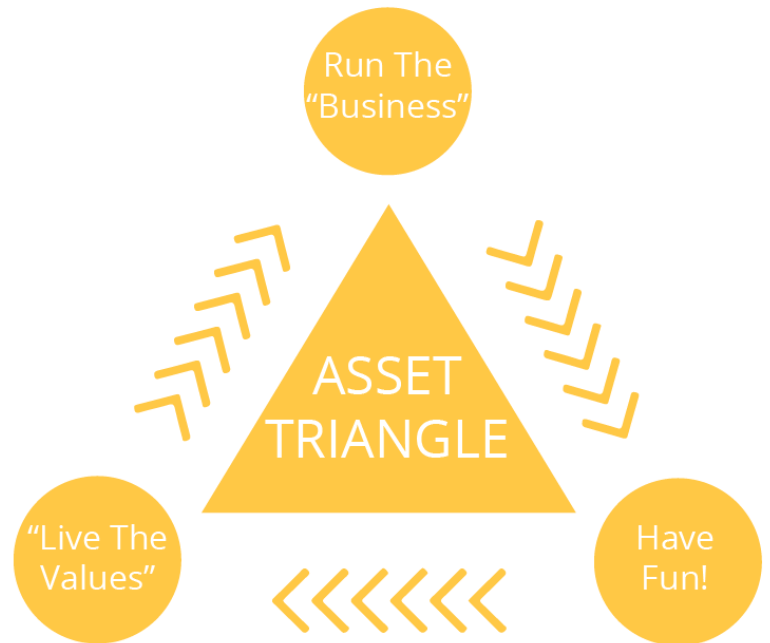 Run The
“Business”
ASSET
TRIANGLE
“Live The
Values”
Have
Fun!